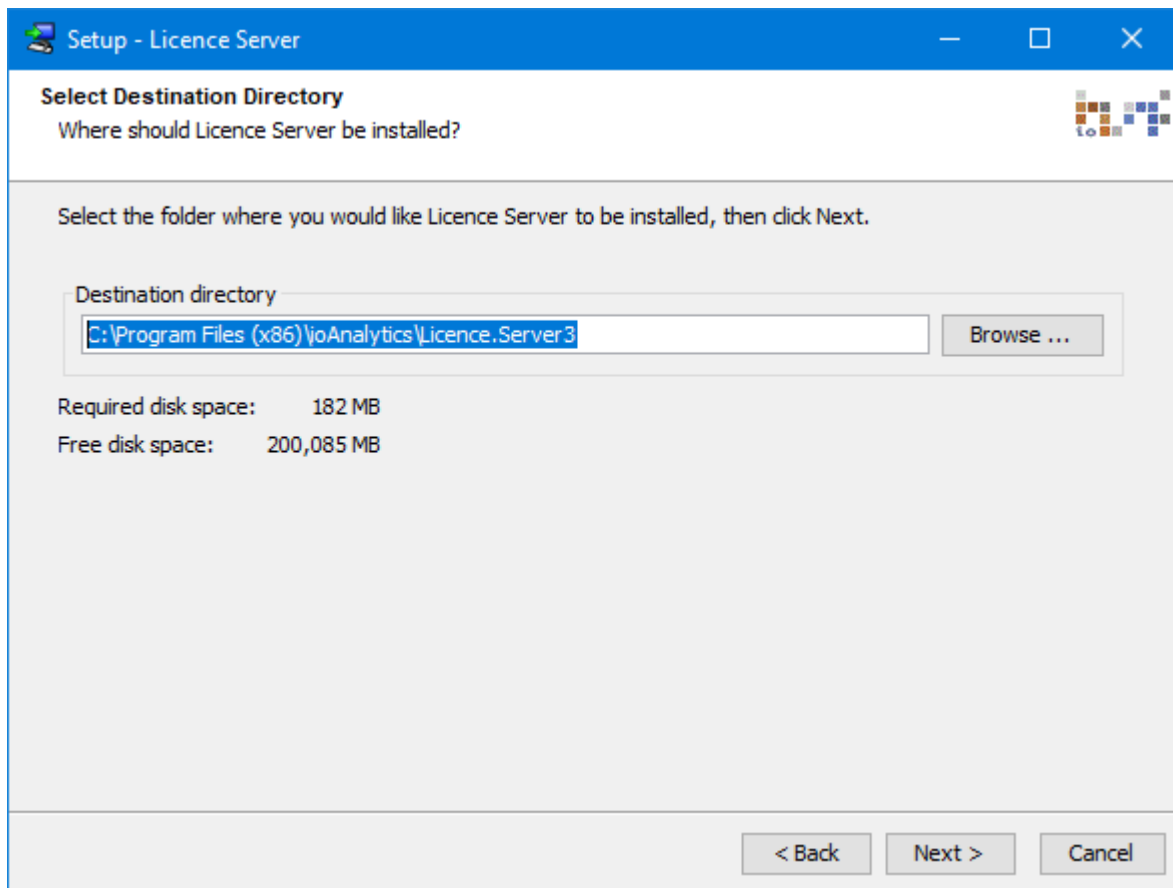 Setup - Licence Server
Select Destination Directory
Where should Licence Server be installed?
io
Select the folder where you would like Licence Server to be installed, then click Next.
Destination directory
C:\Program Files (x86)\ioAnalytics\Licence.Server3
Browse ...
Required disk space: 182 MB
Free disk space: 200,085 MB
< Back Next > Cancel